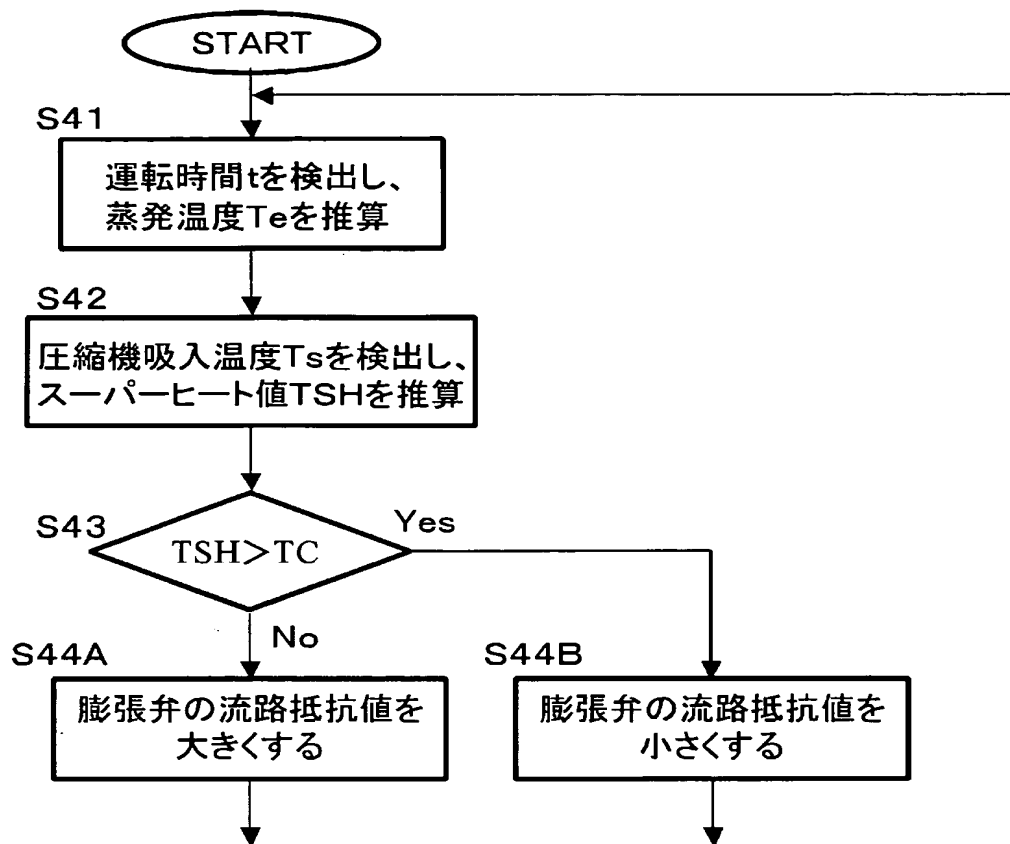 START
S41
運転時間tを検出し、
蒸発温度Teを推算
S42
圧縮機吸入温度Tsを検出し、
スーパーヒート値TSHを推算
S43
TSH>TC
Yes
No
S44A
膨張弁の流路抵抗値を
大きくする
S44B
膨張弁の流路抵抗値を
小さくする